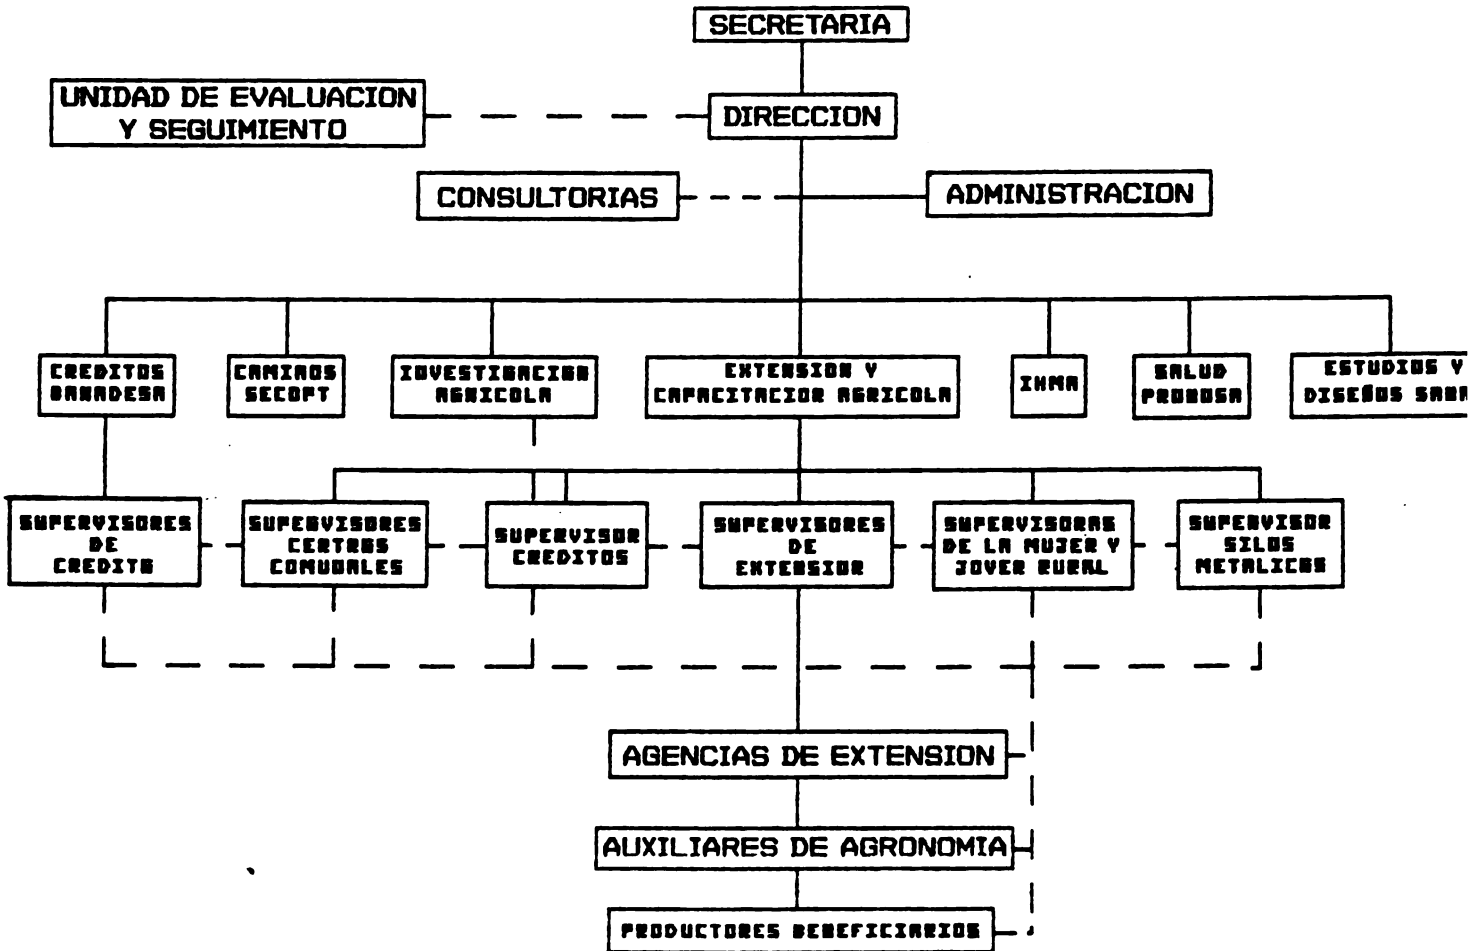 SECRETARIA
UNIDAD DE EVALUACION
Y SEGUIMIENTO
DIRECCION
CONSULTORIAS
ADMINISTRACION
CREDITOS
BANADESA
CAMINOS
SECOPT
INVESTIGACION
AGRICOLA
EXTENSION Y
CAPACITACION AGRICOLA
IHMA
SALUD
PROMOSA
ESTUDIOS Y
DISEÑOS
SUPERVISORES
DE
CREDITO
SUPERVISORES
CENTROS
COMUNALES
SUPERVISOR
CREDITOS
SUPERVISORES
DE
EXTENSION
SUPERVISORAS
DE LA MUJER Y
JOVEN RURAL
SUPERVISOR
SILOS
METALICOS
AGENCIAS DE EXTENSION
AUXILIARES DE AGRONOMIA
PRODUCTORES BENEFICIARIOS